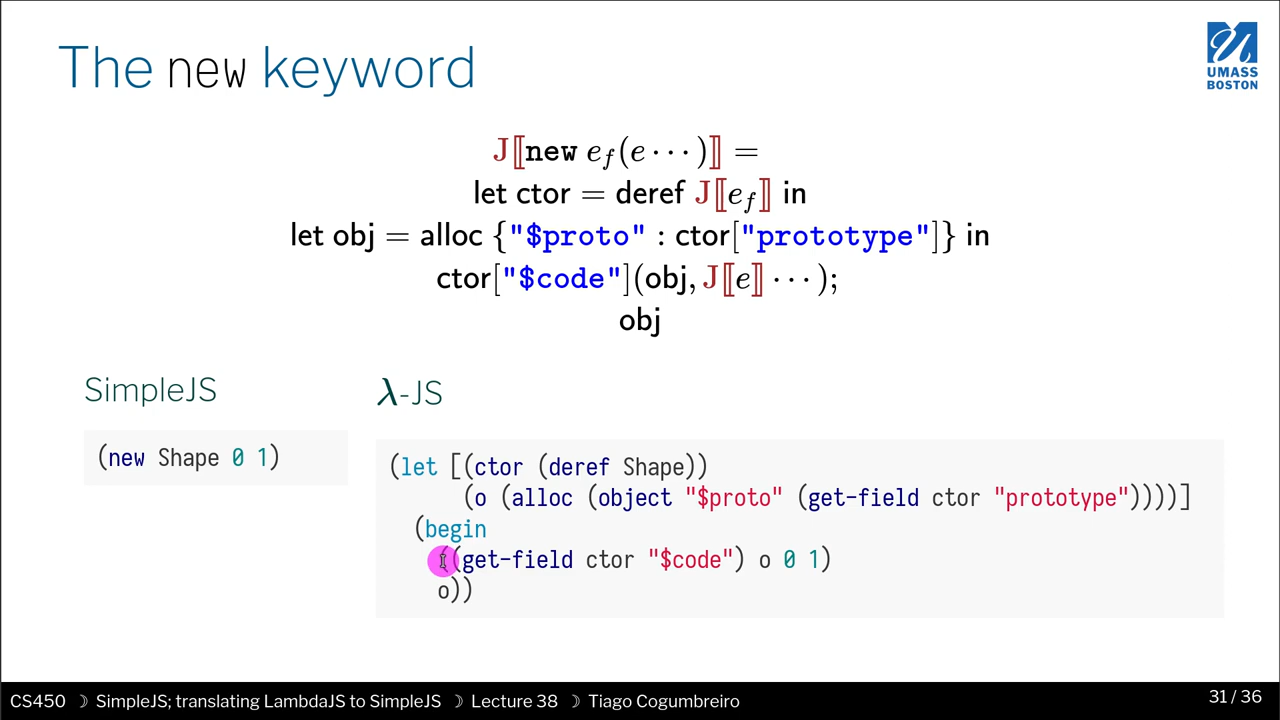 The new keyword
UMASS
BOSTON
J⟦new e_f(e⋯)⟧ =
let ctor = deref J⟦e_f⟧ in
let obj = alloc {"$proto" : ctor["prototype"]} in
ctor["$code"](obj, J⟦e⟧ ⋯);
obj
SimpleJS
λ-JS
(new Shape 0 1)
(let [(ctor (deref Shape))
(o (alloc (object "$proto" (get-field ctor "prototype"))))]
(begin
((get-field ctor "$code") o 0 1)
o))
CS450 ☽ SimpleJS; translating LambdaJS to SimpleJS ☽ Lecture 38 ☽ Tiago Cogumbreiro
31 / 36